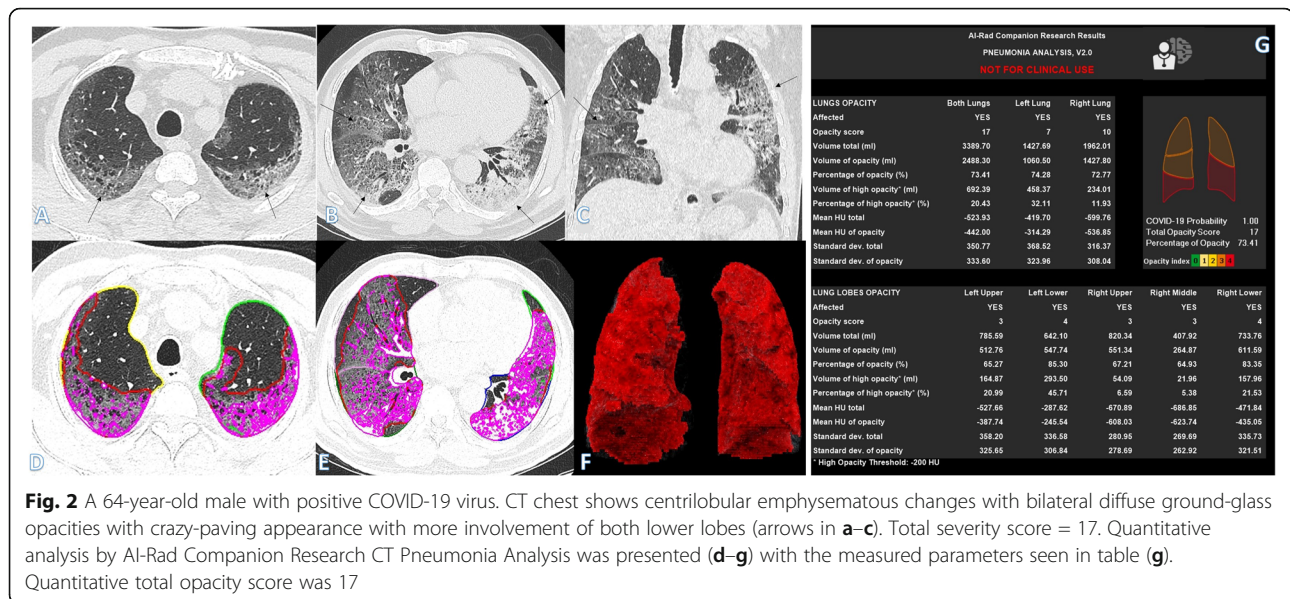 A
B
C
D
E
F
AI-Rad Companion Research Results
PNEUMONIA ANALYSIS, V2.0
NOT FOR CLINICAL USE
G
LUNGS OPACITY Both Lungs Left Lung Right Lung
Affected YES YES YES
Opacity score 17 7 10
Volume total (ml) 3389.70 1427.69 1962.01
Volume of opacity (ml) 2488.30 1060.50 1427.80
Percentage of opacity (%) 73.41 74.28 72.77
Volume of high opacity* (ml) 692.39 458.37 234.01
Percentage of high opacity* (%) 20.43 32.11 11.93
Mean HU total -523.93 -419.70 -599.76
Mean HU of opacity -442.00 -314.29 -536.85
Standard dev. total 350.77 368.52 316.37
Standard dev. of opacity 333.60 323.96 308.04
COVID-19 Probability 1.00
Total Opacity Score 17
Percentage of Opacity 73.41
Opacity index 0 1 2 3 4
LUNG LOBES OPACITY Left Upper Left Lower Right Upper Right Middle Right Lower
Affected YES YES YES YES YES
Opacity score 3 4 3 3 4
Volume total (ml) 785.59 642.10 820.34 407.92 733.76
Volume of opacity (ml) 512.76 547.74 551.34 264.87 611.59
Percentage of opacity (%) 65.27 85.30 67.21 64.93 83.35
Volume of high opacity* (ml) 164.87 293.50 54.09 21.96 157.96
Percentage of high opacity* (%) 20.99 45.71 6.59 5.38 21.53
Mean HU total -527.66 -287.62 -670.89 -686.85 -471.84
Mean HU of opacity -387.74 -245.54 -608.03 -623.74 -435.05
Standard dev. total 358.20 336.58 280.95 269.69 335.73
Standard dev. of opacity 325.65 306.84 278.69 262.92 321.51
* High Opacity Threshold: -200 HU
Fig. 2 A 64-year-old male with positive COVID-19 virus. CT chest shows centrilobular emphysematous changes with bilateral diffuse ground-glass
opacities with crazy-paving appearance with more involvement of both lower lobes (arrows in a–c). Total severity score = 17. Quantitative
analysis by AI-Rad Companion Research CT Pneumonia Analysis was presented (d–g) with the measured parameters seen in table (g).
Quantitative total opacity score was 17